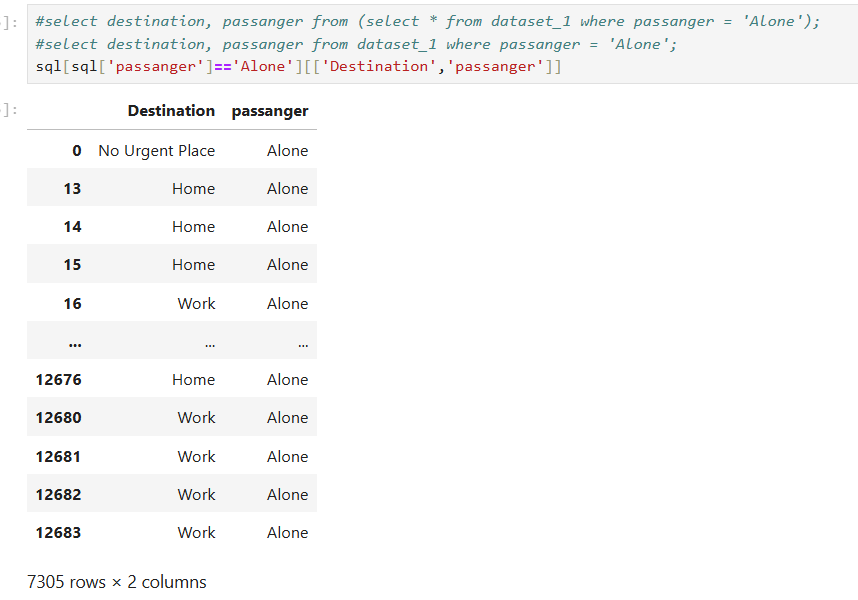 ]:
#select destination, passanger from (select * from dataset_1 where passanger = 'Alone');
#select destination, passanger from dataset_1 where passanger = 'Alone';
sql[sql['passanger']=='Alone'][['Destination','passanger']]
]:
Destination passanger
0 No Urgent Place Alone
13 Home Alone
14 Home Alone
15 Home Alone
16 Work Alone
... ... ...
12676 Home Alone
12680 Work Alone
12681 Work Alone
12682 Work Alone
12683 Work Alone
7305 rows × 2 columns